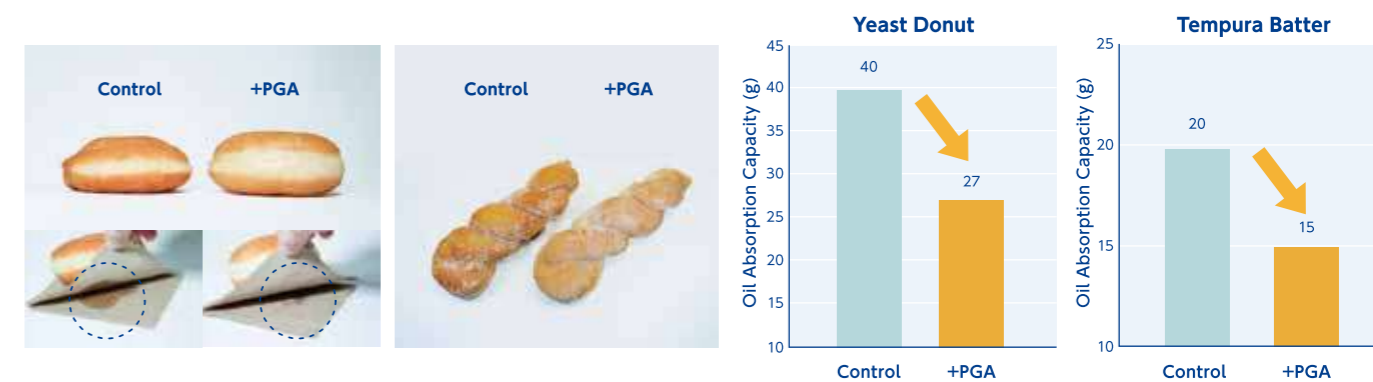 Control
+PGA
Control
+PGA
Yeast Donut
Oil Absorption Capacity (g)
45
40
35
30
25
20
15
10
40
27
Control
+PGA
Tempura Batter
Oil Absorption Capacity (g)
25
20
15
10
20
15
Control
+PGA